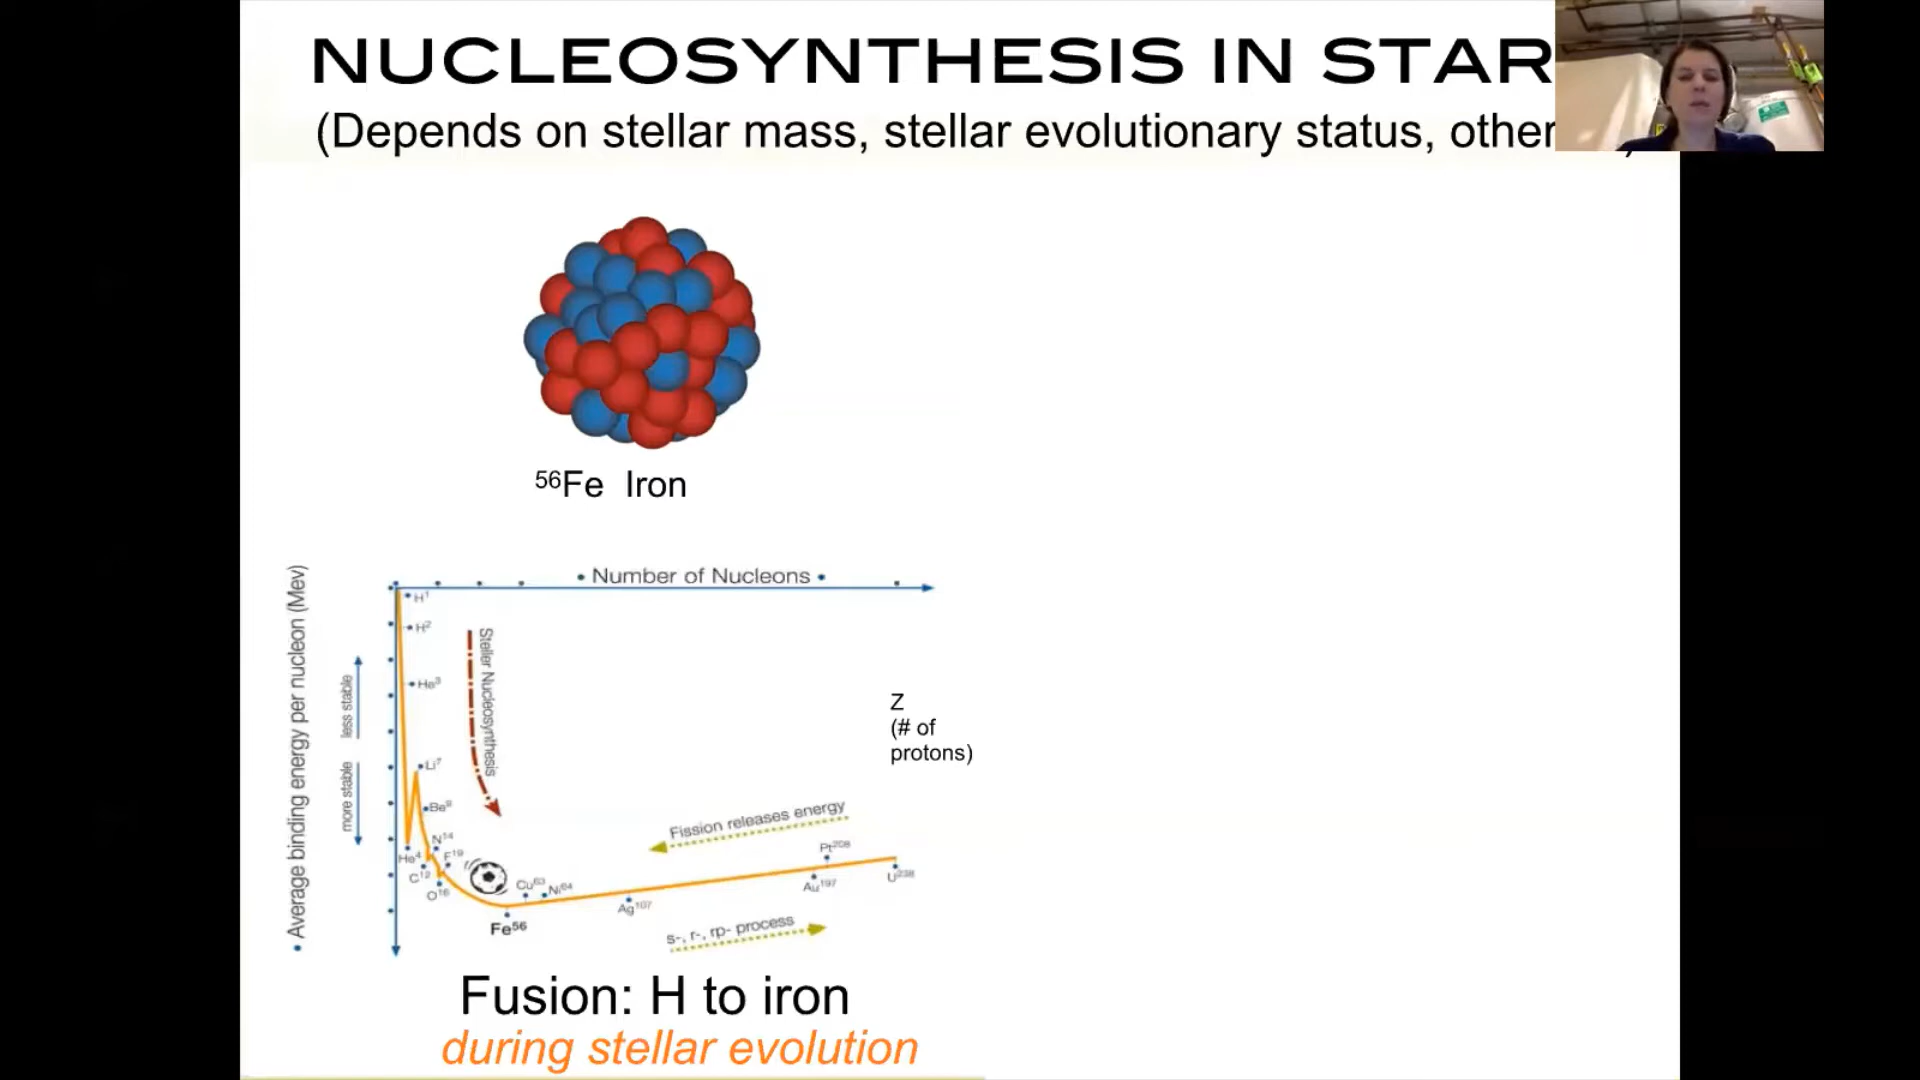 NUCLEOSYNTHESIS IN STAR
(Depends on stellar mass, stellar evolutionary status, other
⁵⁶Fe Iron
• Number of Nucleons •
• Average binding energy per nucleon (Mev)
less stable
more stable
H¹
H²
He³
Steller Nucleosynthesis
Li⁷
Be⁹
N¹⁴
He⁴
F¹⁹
C¹²
O¹⁶
Cu⁶³
Ni⁶⁴
Fe⁵⁶
Ag¹⁰⁷
Z
(# of
protons)
Fission releases energy
Pt²⁰⁸
Au¹⁹⁷
U²³⁸
s-, r-, rp- process
Fusion: H to iron
during stellar evolution